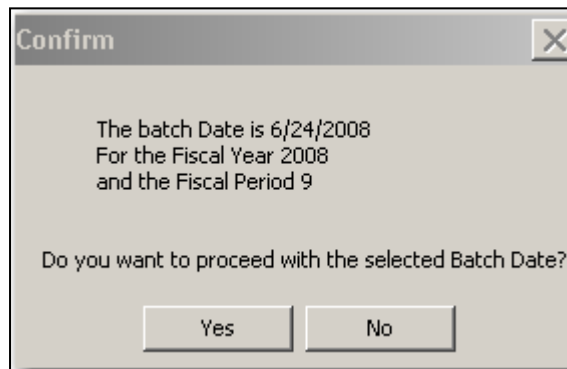 Confirm
The batch Date is 6/24/2008
For the Fiscal Year 2008
and the Fiscal Period 9
Do you want to proceed with the selected Batch Date?
Yes
No